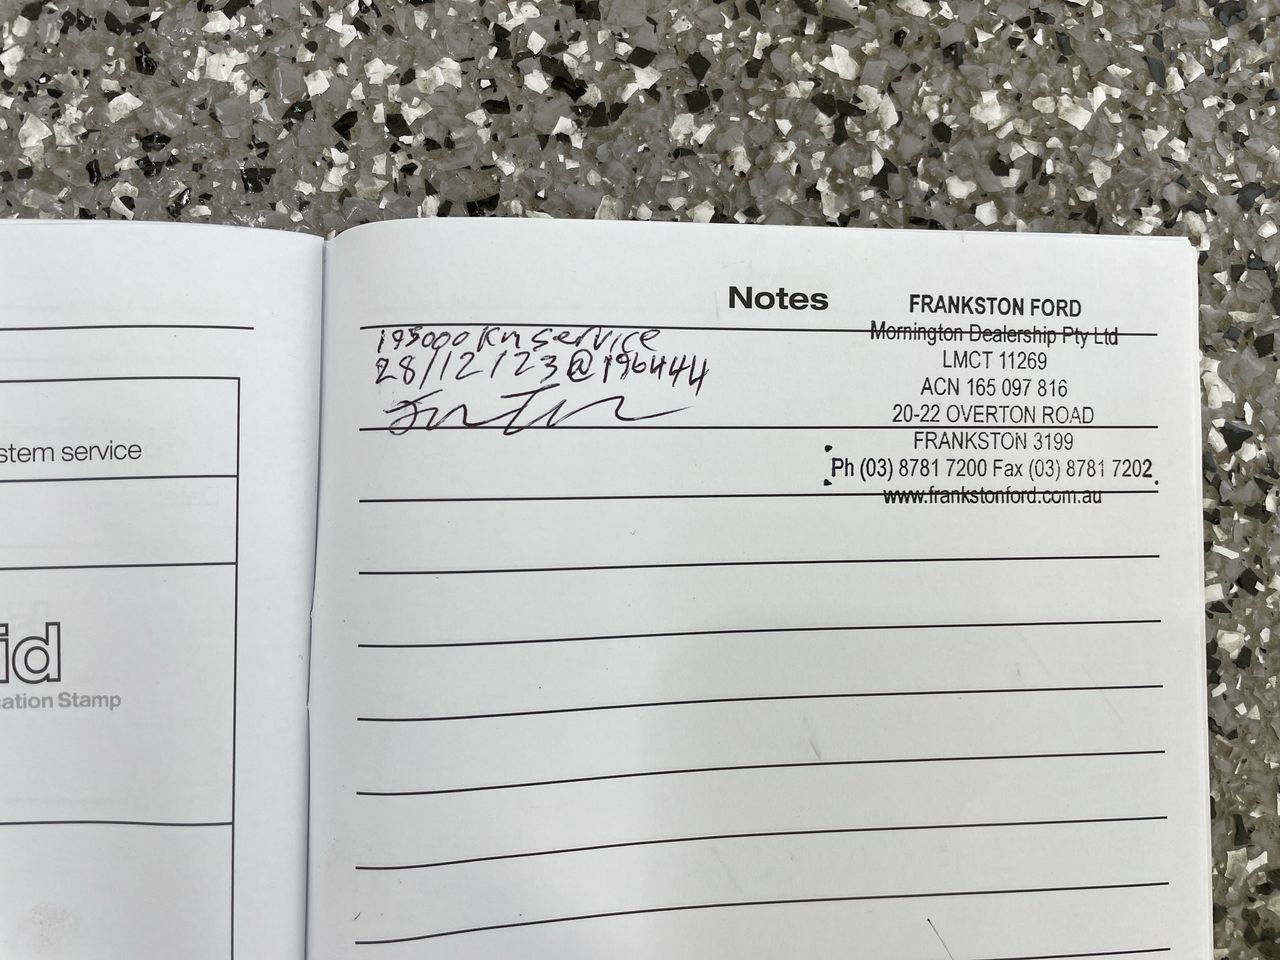 stem service
id
cation Stamp
Notes
195000 Km Service
28/12/23 @ 196444
FRANKSTON FORD
Mornington Dealership Pty Ltd
LMCT 11269
ACN 165 097 816
20-22 OVERTON ROAD
FRANKSTON 3199
Ph (03) 8781 7200 Fax (03) 8781 7202
www.frankstonford.com.au